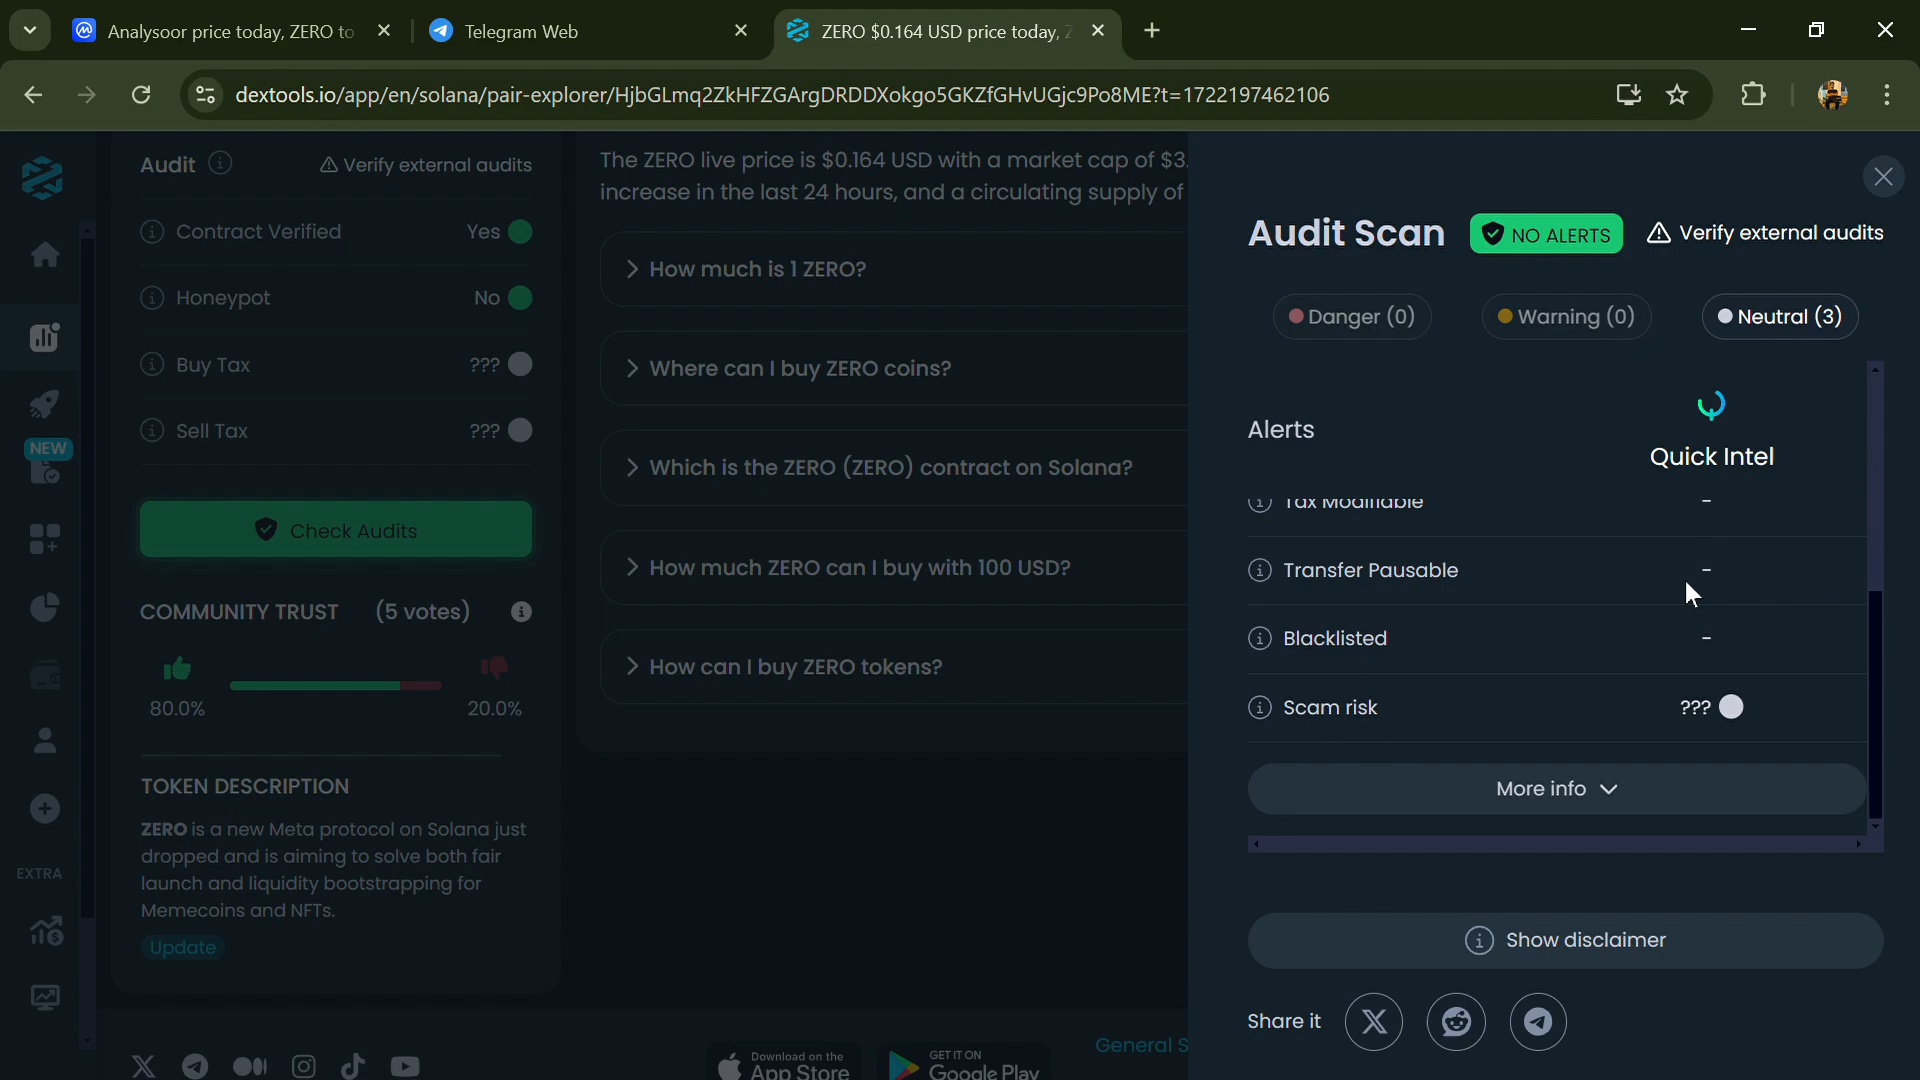 Analysoor price today, ZERO to
Telegram Web
ZERO $0.164 USD price today, Z
dextools.io/app/en/solana/pair-explorer/HjbGLmq2ZkHFZGArgDRDDXokgo5GKZfGHvUGjc9Po8ME?t=1722197462106
Audit
Verify external audits
Contract Verified Yes
Honeypot No
Buy Tax ???
Sell Tax ???
Check Audits
COMMUNITY TRUST (5 votes)
80.0% 20.0%
TOKEN DESCRIPTION
ZERO is a new Meta protocol on Solana just
dropped and is aiming to solve both fair
launch and liquidity bootstrapping for
Memecoins and NFTs.
Update
NEW
EXTRA
The ZERO live price is $0.164 USD with a market cap of $3.
increase in the last 24 hours, and a circulating supply of
How much is 1 ZERO?
Where can I buy ZERO coins?
Which is the ZERO (ZERO) contract on Solana?
How much ZERO can I buy with 100 USD?
How can I buy ZERO tokens?
Download on the
App Store
GET IT ON
Google Play
General S
Audit Scan
NO ALERTS
Verify external audits
Danger (0)
Warning (0)
Neutral (3)
Alerts
Quick Intel
Tax Modifiable -
Transfer Pausable -
Blacklisted -
Scam risk ???
More info
Show disclaimer
Share it